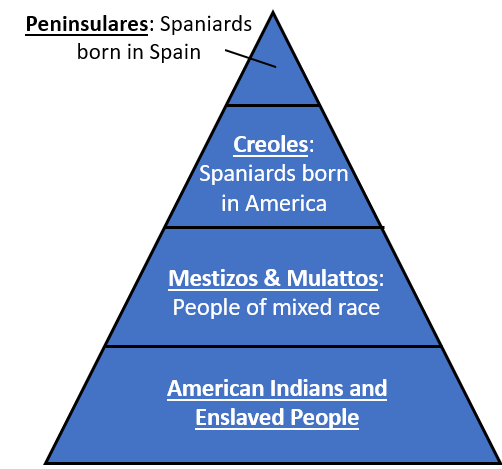 Peninsulares: Spaniards
born in Spain
Creoles:
Spaniards born
in America
Mestizos & Mulattos:
People of mixed race
American Indians and
Enslaved People